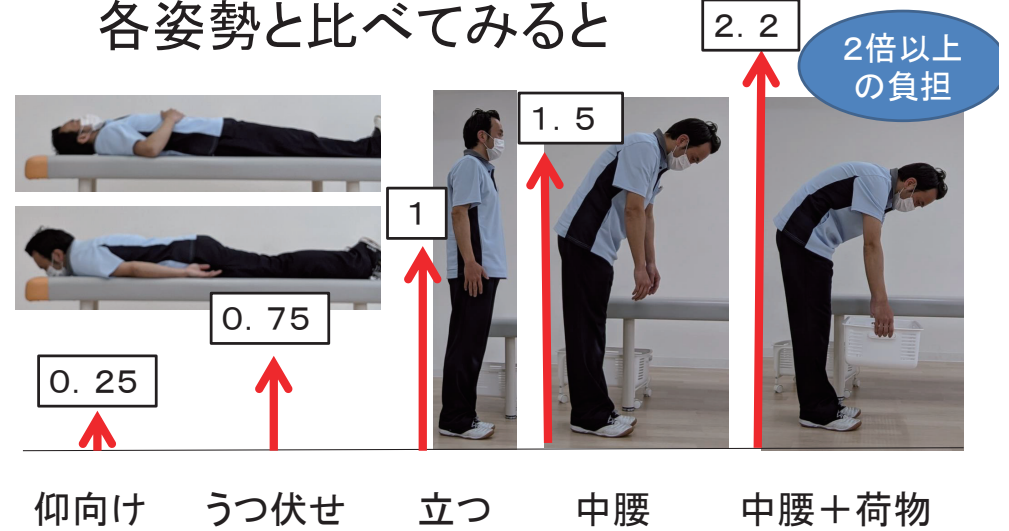 各姿勢と比べてみると
2. 2
2倍以上
の負担
1. 5
1
0. 75
0. 25
仰向け
うつ伏せ
立つ
中腰
中腰＋荷物